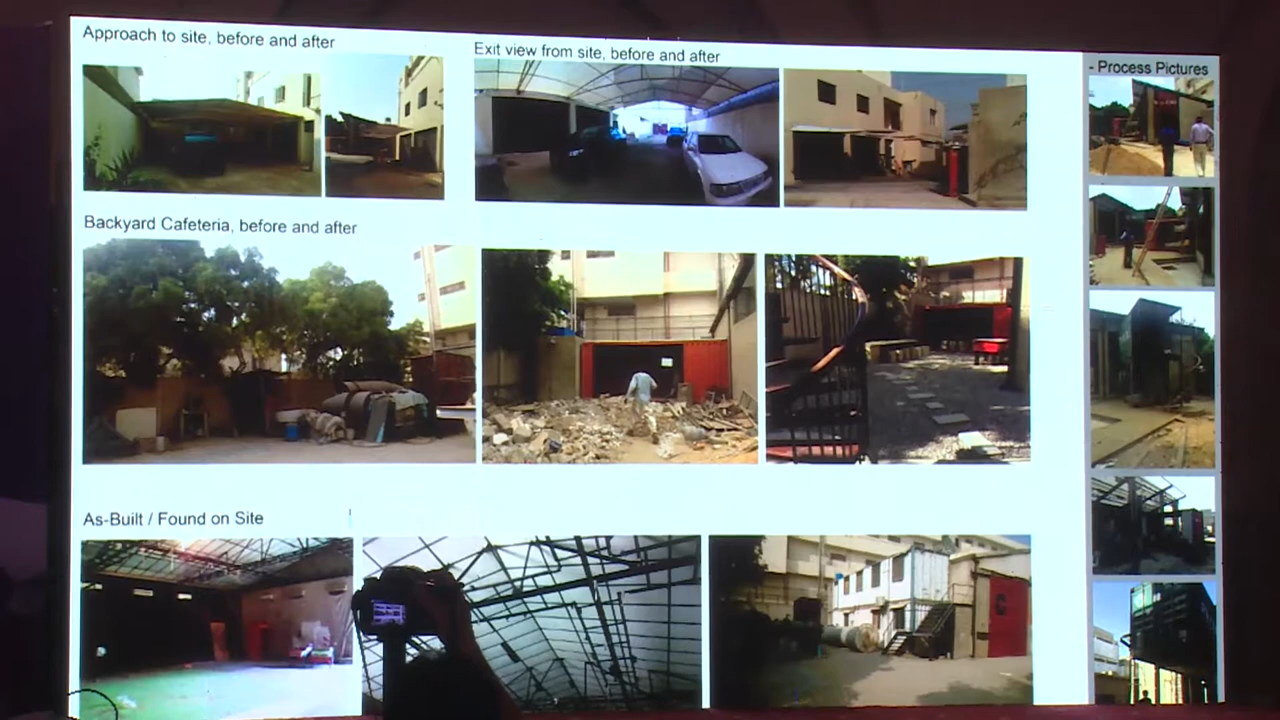 Approach to site, before and after
Exit view from site, before and after
- Process Pictures
Backyard Cafeteria, before and after
As-Built / Found on Site